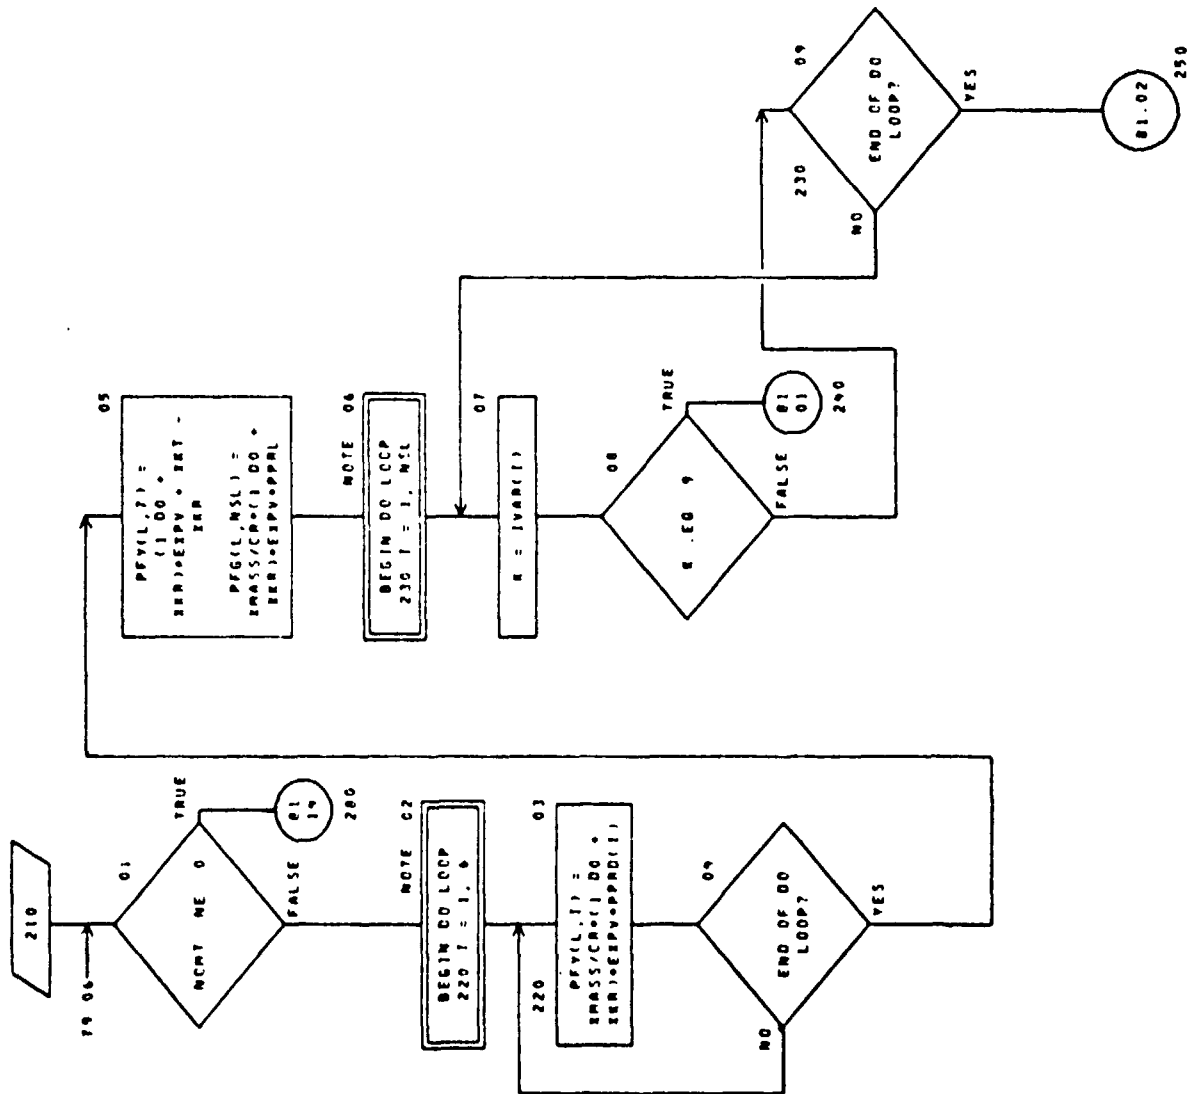 210
79 06
01
NCMT NE 0
TRUE
81
280
FALSE
NOTE 02
BEGIN DO LOOP
220 I = 1, 6
220
03
PFY(L,I) =
XMASS/CR*(1 DO +
XKR)*EXPV*PPRD(I)
04
END OF DO
LOOP?
NO
YES
05
PFY(L,7) =
(1 DO +
XKR)*EXPV * XKT -
XKR
PFG(L,NSL) =
XMASS/CR*(1 DO +
XKR)*EXPV*PPRL
NOTE 06
BEGIN DO LOOP
230 I = 1, NSL
07
K = IVAR(I)
08
K .EQ 9
TRUE
81
01
240
FALSE
230 09
END OF DO
LOOP?
NO
YES
81.02
250